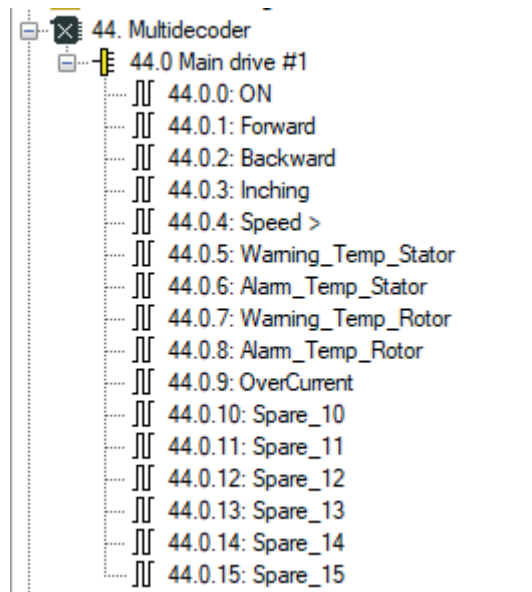 44. Multidecoder
44.0 Main drive #1
44.0.0: ON
44.0.1: Forward
44.0.2: Backward
44.0.3: Inching
44.0.4: Speed >
44.0.5: Warning_Temp_Stator
44.0.6: Alarm_Temp_Stator
44.0.7: Warning_Temp_Rotor
44.0.8: Alarm_Temp_Rotor
44.0.9: OverCurrent
44.0.10: Spare_10
44.0.11: Spare_11
44.0.12: Spare_12
44.0.13: Spare_13
44.0.14: Spare_14
44.0.15: Spare_15